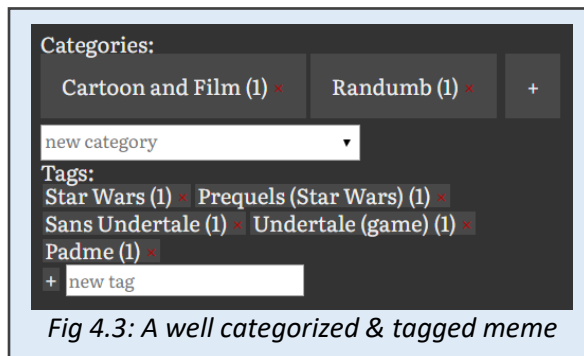 Categories:
Cartoon and Film (1) × Randumb (1) × +
new category ▼
Tags:
Star Wars (1) × Prequels (Star Wars) (1) ×
Sans Undertale (1) × Undertale (game) (1) ×
Padme (1) ×
+ new tag
Fig 4.3: A well categorized & tagged meme